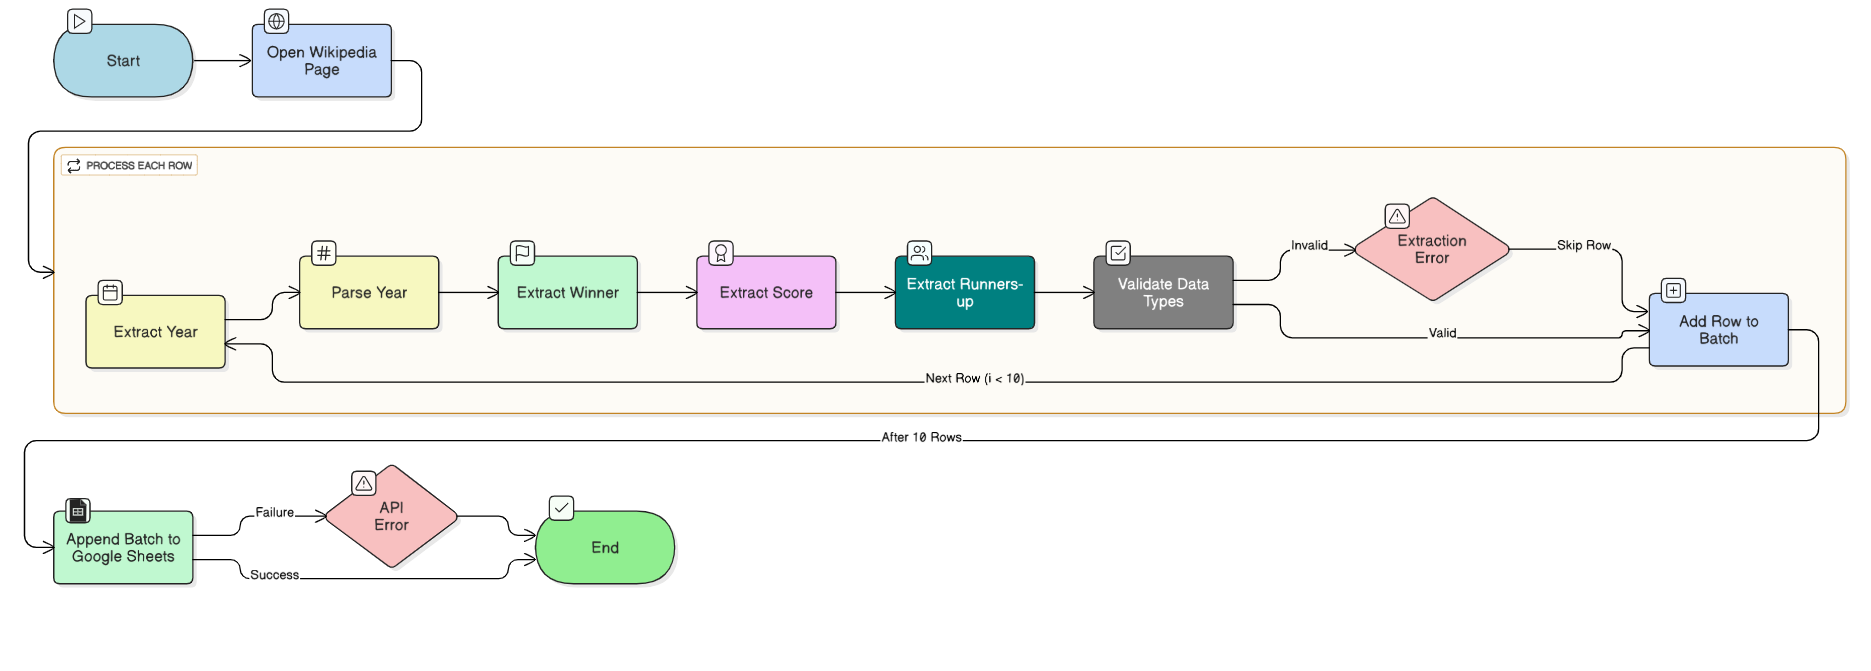 Start
Open Wikipedia
Page
PROCESS EACH ROW
Extract Year
Parse Year
Extract Winner
Extract Score
Extract Runners-
up
Validate Data
Types
Invalid
Extraction
Error
Skip Row
Valid
Add Row to
Batch
Next Row (i < 10)
After 10 Rows
Append Batch to
Google Sheets
Failure
API
Error
Success
End